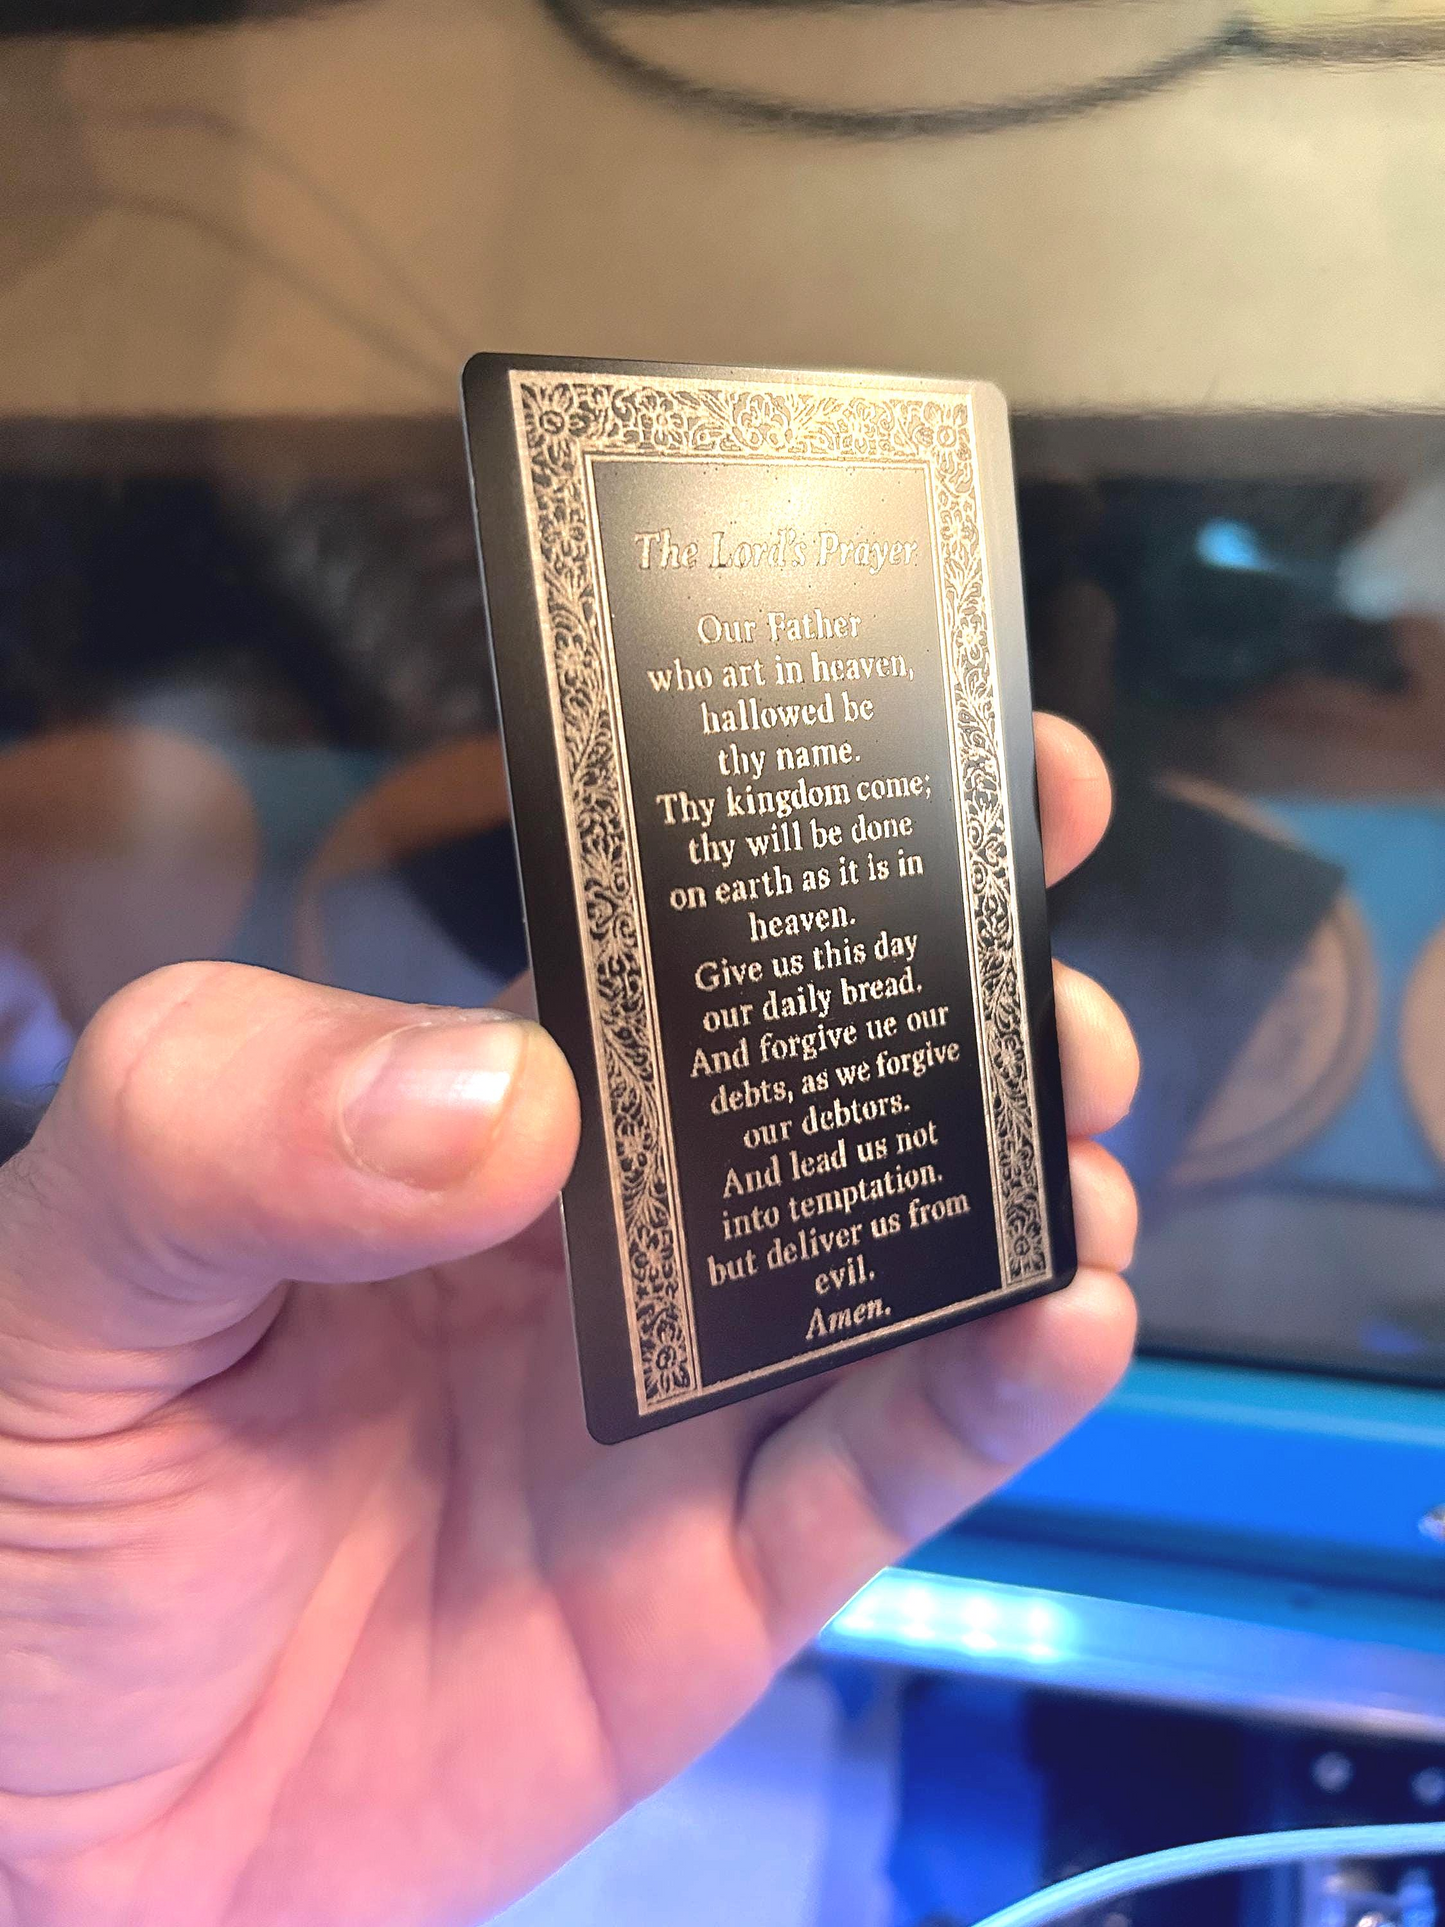 The Lord's Prayer
Our Father
who art in heaven,
hallowed be
thy name.
Thy kingdom come;
thy will be done
on earth as it is in
heaven.
Give us this day
our daily bread.
And forgive ue our
debts, as we forgive
our debtors.
And lead us not
into temptation.
but deliver us from
evil.
Amen.